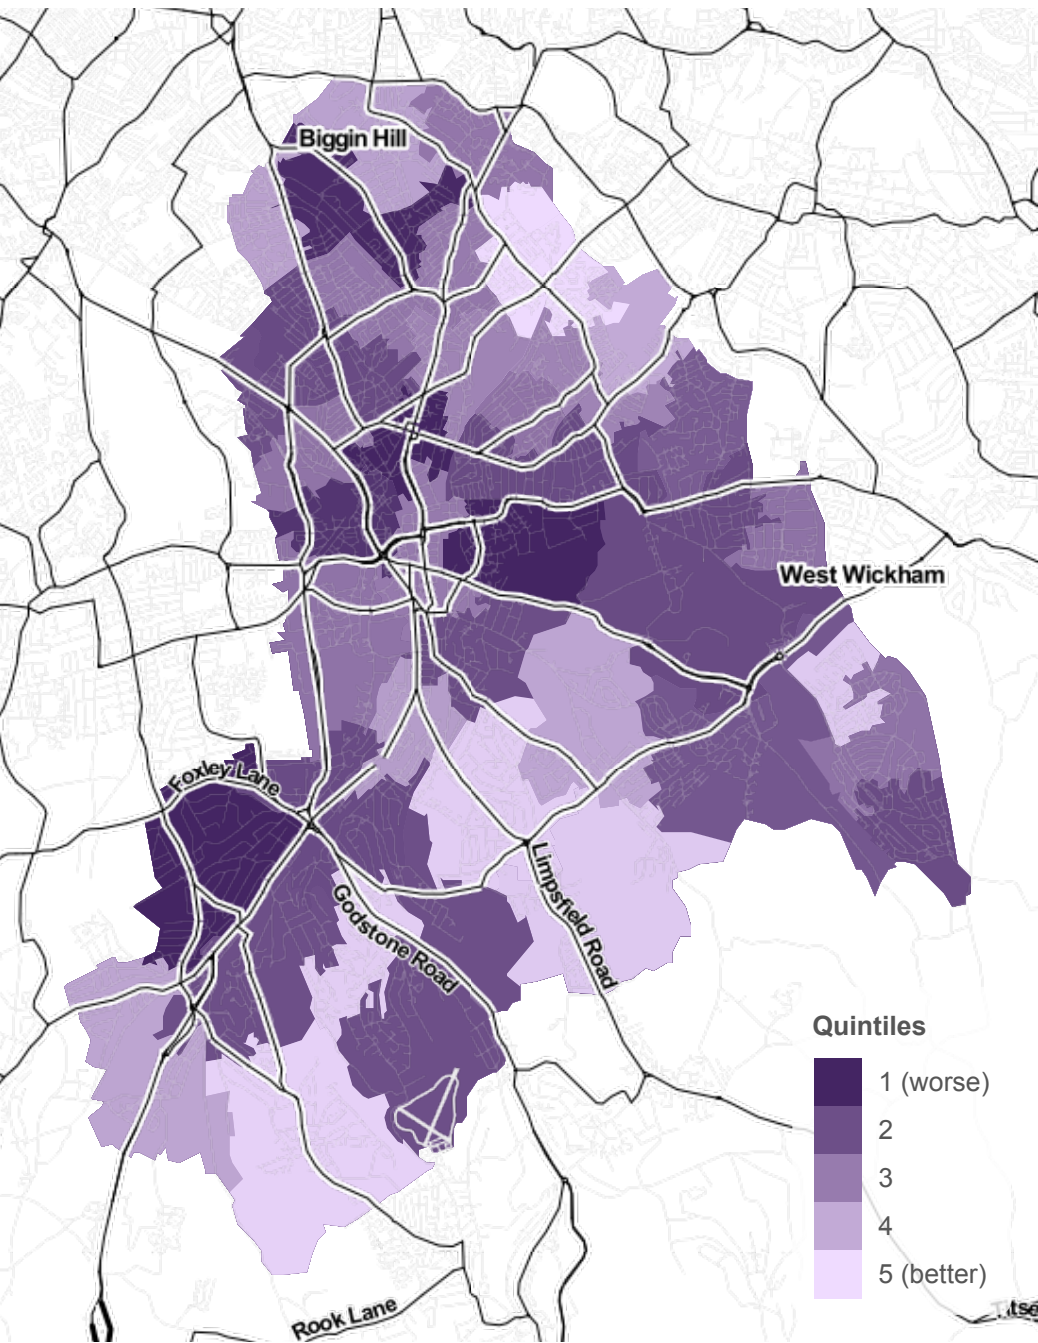 Biggin Hill
West Wickham
Foxley Lane
Limpsfield Road
Godstone Road
Quintiles
1 (worse)
2
3
4
5 (better)
Rook Lane